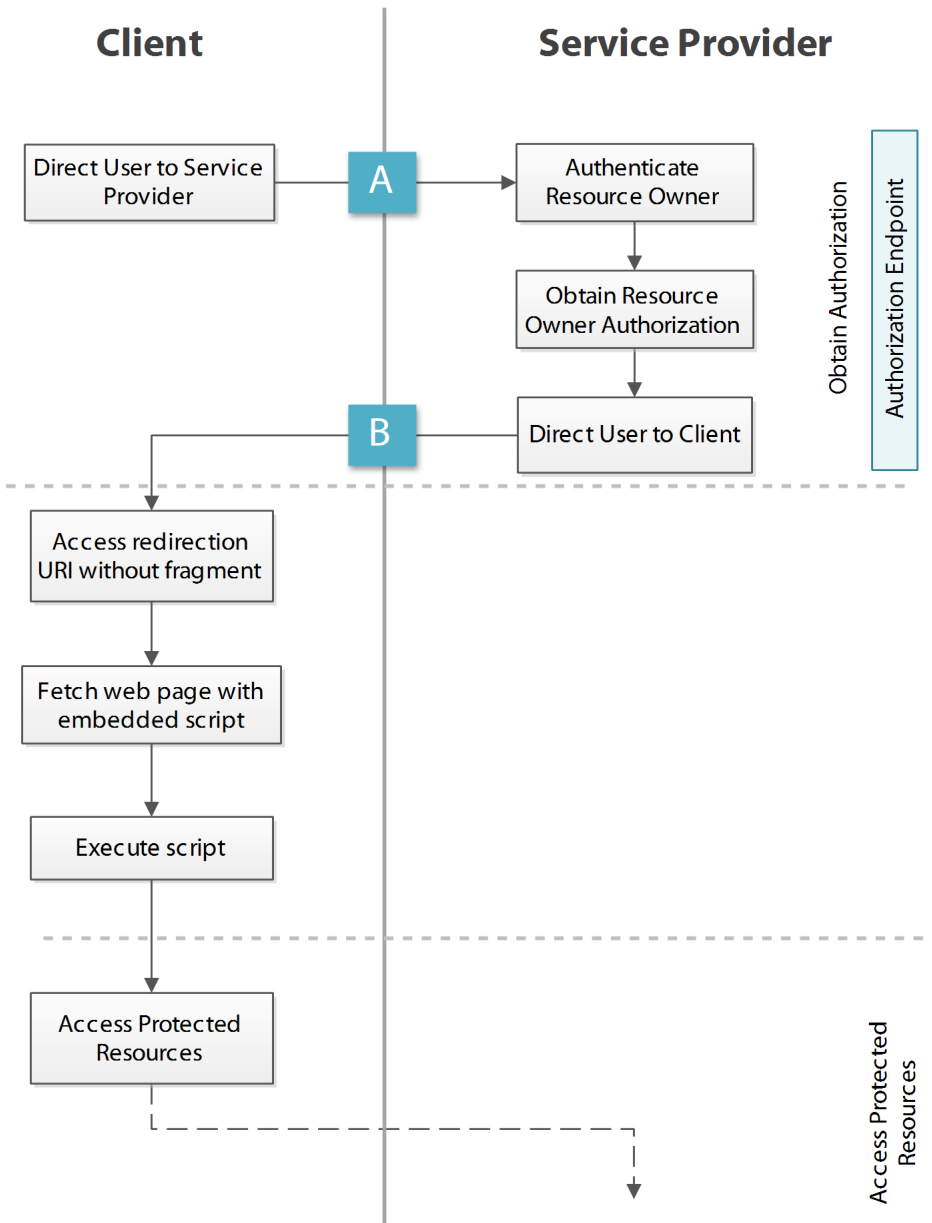 Client
Service Provider
Direct User to Service
Provider
A
Authenticate
Resource Owner
Obtain Resource
Owner Authorization
Obtain Authorization
Authorization Endpoint
B
Direct User to Client
Access redirection
URI without fragment
Fetch web page with
embedded script
Execute script
Access Protected
Resources
Access Protected
Resources